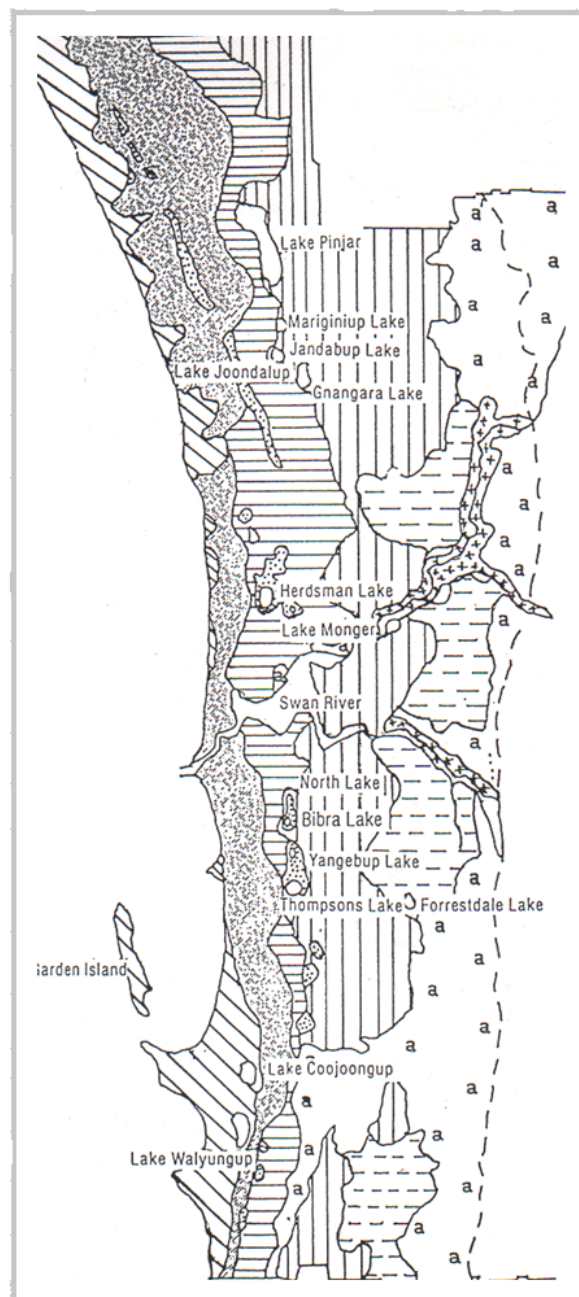 a a
a a
Lake Pinjar
a
Mariginiup Lake
a a
Jandabup Lake
Lake Joondalup
Gnangara Lake
a
a
a
a
Herdsman Lake
Lake Monger
a
a
a
Swan River
a
North Lake
Bibra Lake
Yangebup Lake
a
Thompsons Lake
Forrestdale Lake
a
Garden Island
a
a
a
Lake Coojoongup
a
a
a
a
Lake Walyungup
a
a
a
a